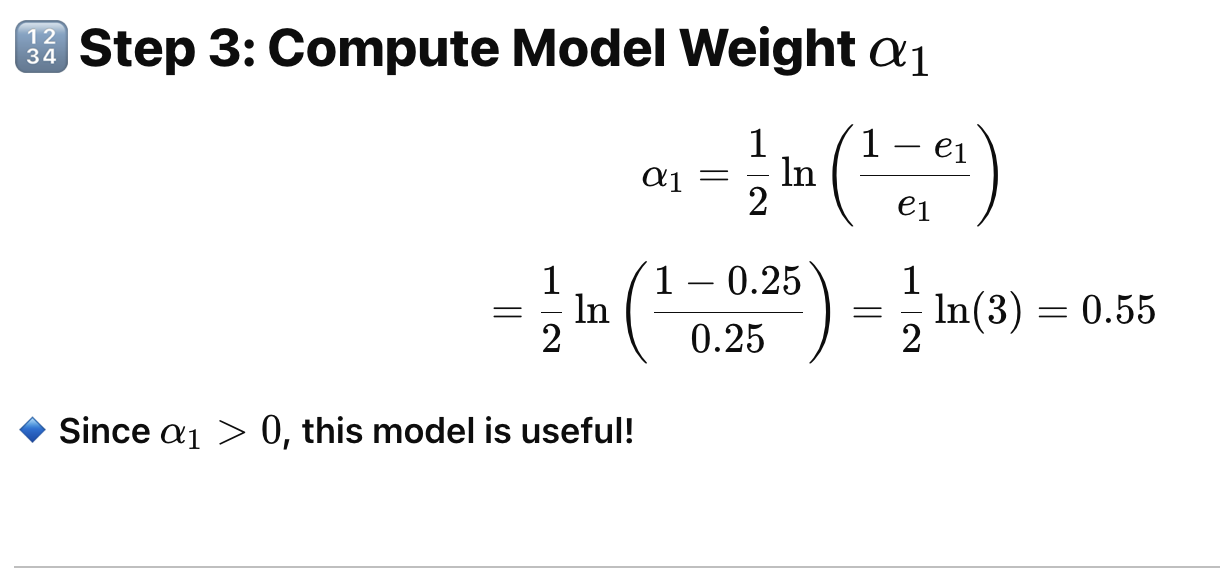 🔢 Step 3: Compute Model Weight α₁
α₁ = 1/2 ln((1 − e₁)/e₁)
= 1/2 ln((1 − 0.25)/0.25) = 1/2 ln(3) = 0.55
🔹 Since α₁ > 0, this model is useful!